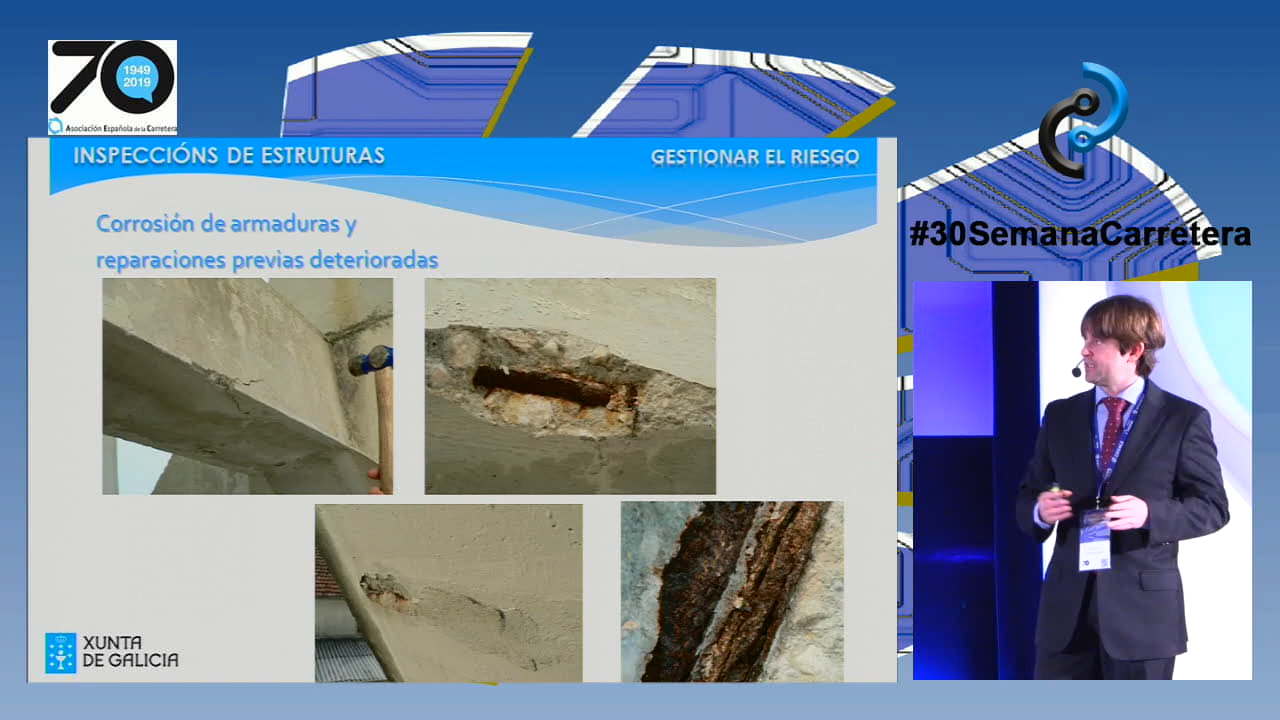 70
1949
2019
Asociación Española de la Carretera
INSPECCIÓNS DE ESTRUTURAS
GESTIONAR EL RIESGO
Corrosión de armaduras y
reparaciones previas deterioradas
#30SemanaCarretera
XUNTA
DE GALICIA